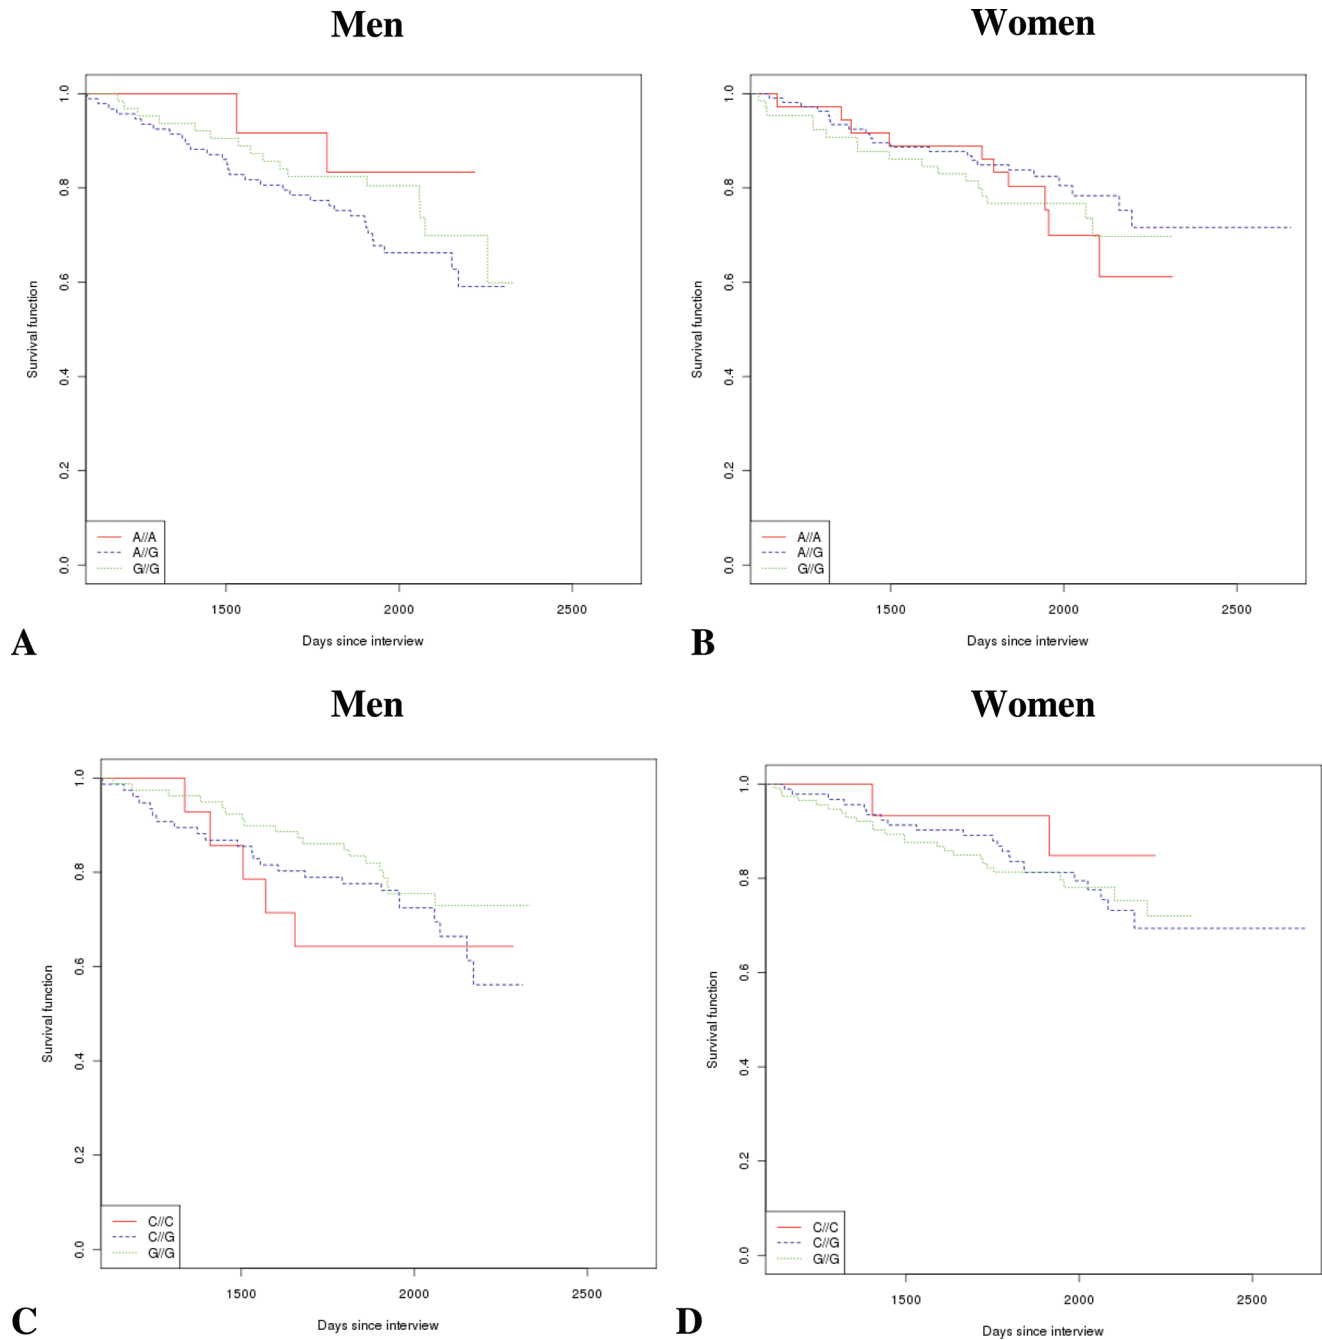 Men
Women
Survival function
1.0
0.8
0.6
0.4
0.2
0.0
A//A
A//G
G//G
1500
2000
2500
Days since interview
A
Survival function
1.0
0.8
0.6
0.4
0.2
0.0
A//A
A//G
G//G
1500
2000
2500
Days since interview
B
Men
Women
Survival function
1.0
0.8
0.6
0.4
0.2
0.0
C//C
C//G
G//G
1500
2000
2500
Days since interview
C
Survival function
1.0
0.8
0.6
0.4
0.2
0.0
C//C
C//G
G//G
1500
2000
2500
Days since interview
D